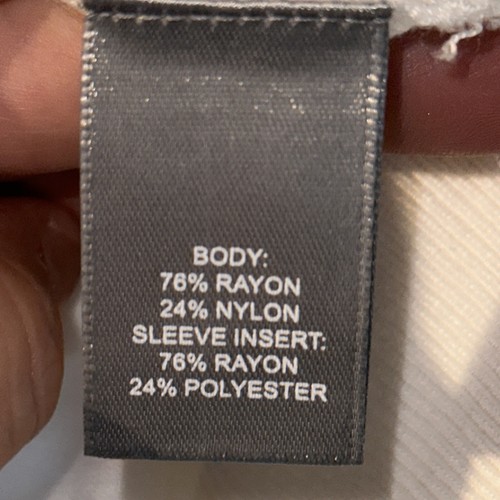 BODY:
76% RAYON
24% NYLON
SLEEVE INSERT:
76% RAYON
24% POLYESTER